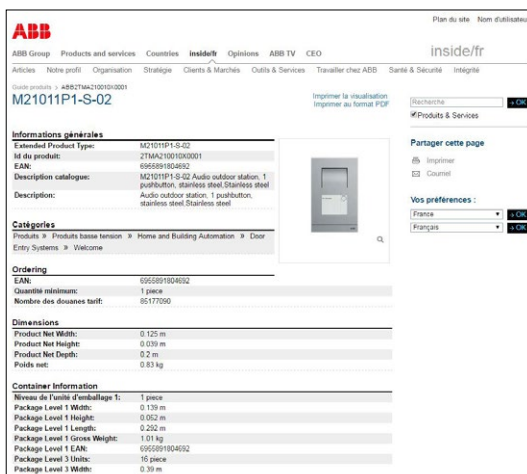 Plan du site Nom d'utilisateur
ABB
ABB Group Products and services Countries inside/fr Opinions ABB TV CEO
inside/fr
Articles Notre profil Organisation Stratégie Clients & Marchés Outils & Services Travailler chez ABB Santé & Sécurité Intégrité
Guide produits > ABB2TMA210010X0001
M21011P1-S-02
Imprimer la visualisation
Imprimer au format PDF
Recherche OK
Produits & Services
Partager cette page
Imprimer
Courriel
Vos préférences :
France OK
Français OK
Informations générales
Extended Product Type: M21011P1-S-02
Id du produit: 2TMA210010X0001
EAN: 6955891804692
Description catalogue: M21011P1-S-02 Audio outdoor station, 1
pushbutton, stainless steel,Stainless steel
Description: Audio outdoor station, 1 pushbutton,
stainless steel,Stainless steel
Catégories
Produits » Produits basse tension » Home and Building Automation » Door
Entry Systems » Welcome
Ordering
EAN: 6955891804692
Quantité minimum: 1 piece
Nombre des douanes tarif: 85177090
Dimensions
Product Net Width: 0.125 m
Product Net Height: 0.039 m
Product Net Depth: 0.2 m
Poids net: 0.83 kg
Container Information
Niveau de l'unité d'emballage 1: 1 piece
Package Level 1 Width: 0.139 m
Package Level 1 Height: 0.052 m
Package Level 1 Length: 0.292 m
Package Level 1 Gross Weight: 1.01 kg
Package Level 1 EAN: 6955891804692
Package Level 3 Units: 16 piece
Package Level 3 Width: 0.39 m